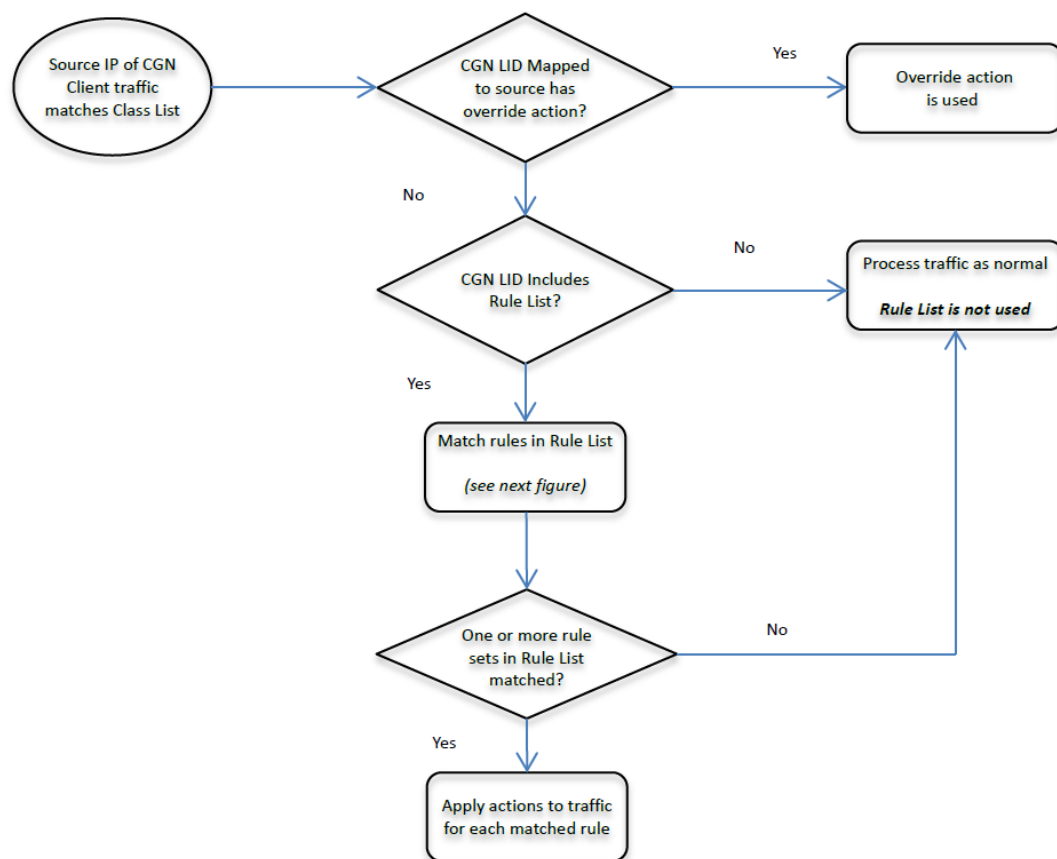 Source IP of CGN
Client traffic
matches Class List
CGN LID Mapped
to source has
override action?
Yes
Override action
is used
No
CGN LID Includes
Rule List?
No
Process traffic as normal
Rule List is not used
Yes
Match rules in Rule List
(see next figure)
One or more rule
sets in Rule List
matched?
No
Yes
Apply actions to traffic
for each matched rule